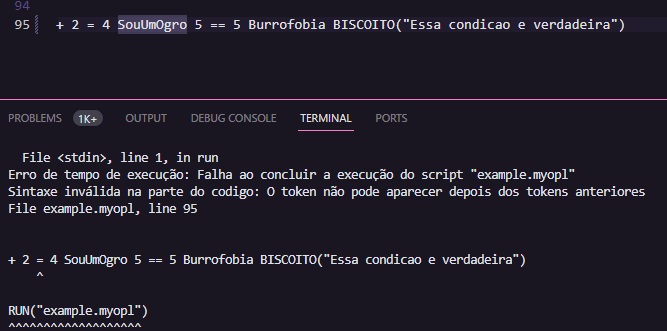 94
95 + 2 = 4 SouUmOgro 5 == 5 Burrofobia BISCOITO("Essa condicao e verdadeira")
PROBLEMS 1K+ OUTPUT DEBUG CONSOLE TERMINAL PORTS
File <stdin>, line 1, in run
Erro de tempo de execução: Falha ao concluir a execução do script "example.myopl"
Sintaxe inválida na parte do codigo: O token não pode aparecer depois dos tokens anteriores
File example.myopl, line 95
+ 2 = 4 SouUmOgro 5 == 5 Burrofobia BISCOITO("Essa condicao e verdadeira")
^
RUN("example.myopl")
^^^^^^^^^^^^^^^^^^^^